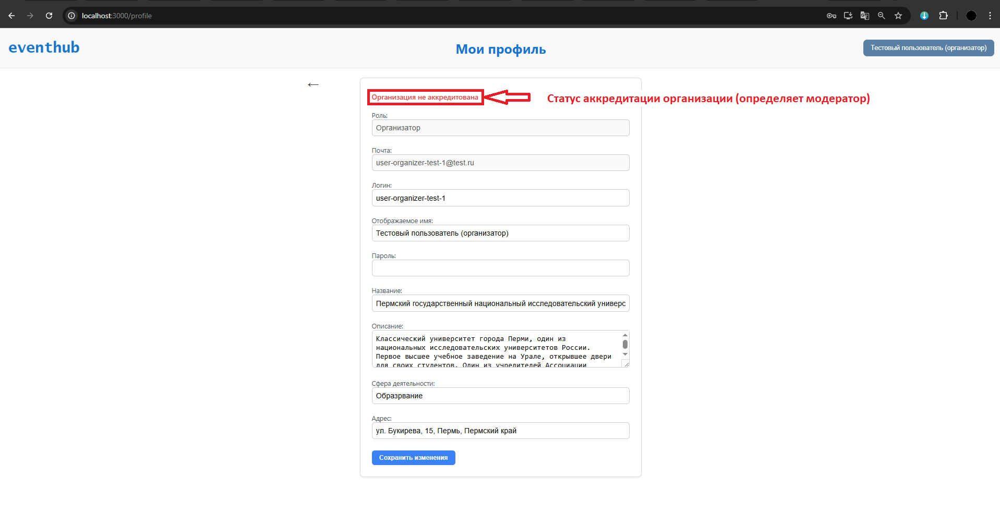 localhost:3000/profile
eventhub
Мои профиль
Тестовый пользователь (организатор)
←
Организация не аккредитована
Статус аккредитации организации (определяет модератор)
Роль:
Организатор
Почта:
user-organizer-test-1@test.ru
Логин:
user-organizer-test-1
Отображаемое имя:
Тестовый пользователь (организатор)
Пароль:
Название:
Пермский государственный национальный исследовательский универс
Описание:
Классический университет города Перми, один из
национальных исследовательских университетов России.
Первое высшее учебное заведение на Урале, открывшее двери
для своих студентов. Один из учредителей Ассоциации
Сфера деятельности:
Образрвание
Адрес:
ул. Букирева, 15, Пермь, Пермский край
Сохранить изменения